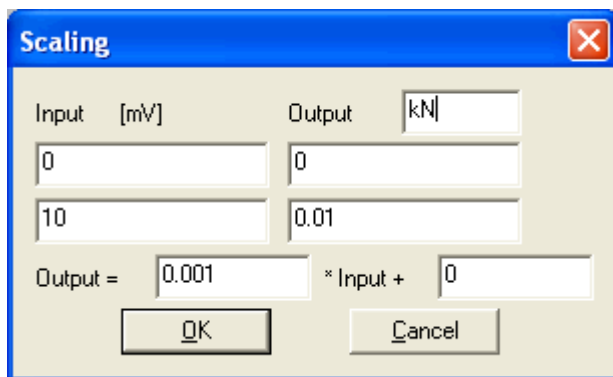 Scaling
Input [mV] Output kN
0 0
10 0.01
Output = 0.001 * Input + 0
OK Cancel